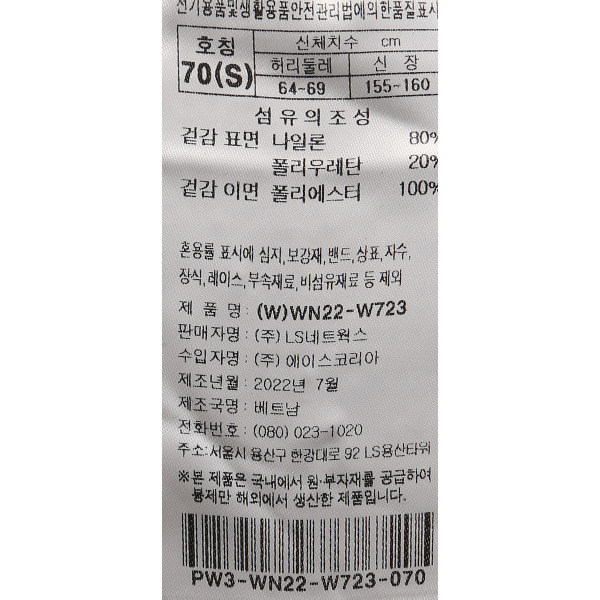 전기용품및생활용품안전관리법에의한품질표시
호칭 신체치수 cm
70(S) 허리둘레 신 장
64~69 155~160
섬유의조성
겉감 표면 나일론 80%
폴리우레탄 20%
겉감 이면 폴리에스터 100%
혼용률 표시에 심지,보강재,밴드,상표,자수,
장식,레이스,부속재료,비섬유재료 등 제외
제 품 명: (W)WN22-W723
판매자명: (주) LS네트웍스
수입자명: (주) 에이스코리아
제조년월: 2022년 7월
제조국명: 베트남
전화번호: (080) 023-1020
주소:서울시 용산구 한강대로 92 LS용산타워
※본 제품은 국내에서 원·부자재를 공급하여
봉제만 해외에서 생산한 제품입니다.
PW3-WN22-W723-070